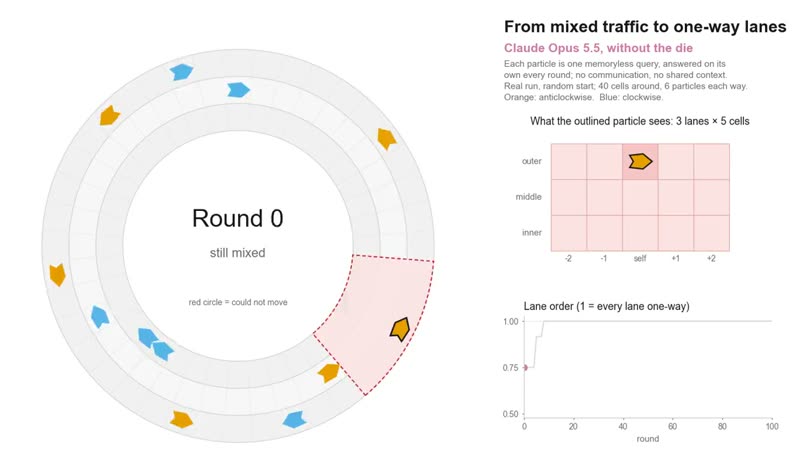 From mixed traffic to one-way lanes
Claude Opus 5.5, without the die
Each particle is one memoryless query, answered on its
own every round; no communication, no shared context.
Real run, random start; 40 cells around, 6 particles each way.
Orange: anticlockwise.  Blue: clockwise.
What the outlined particle sees: 3 lanes × 5 cells
outer
middle
inner
-2 -1 self +1 +2
Round 0
still mixed
red circle = could not move
Lane order (1 = every lane one-way)
1.00
0.75
0.50
0 20 40 60 80 100
round